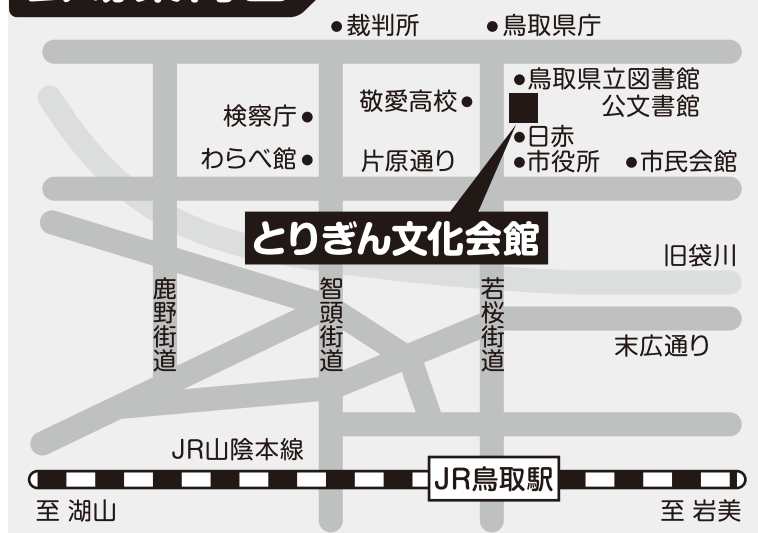 裁判所
鳥取県庁
鳥取県立図書館
公文書館
敬愛高校
検察庁
日赤
わらべ館
片原通り
市役所
市民会館
とりぎん文化会館
旧袋川
鹿野街道
智頭街道
若桜街道
末広通り
JR山陰本線
JR鳥取駅
至 湖山
至 岩美